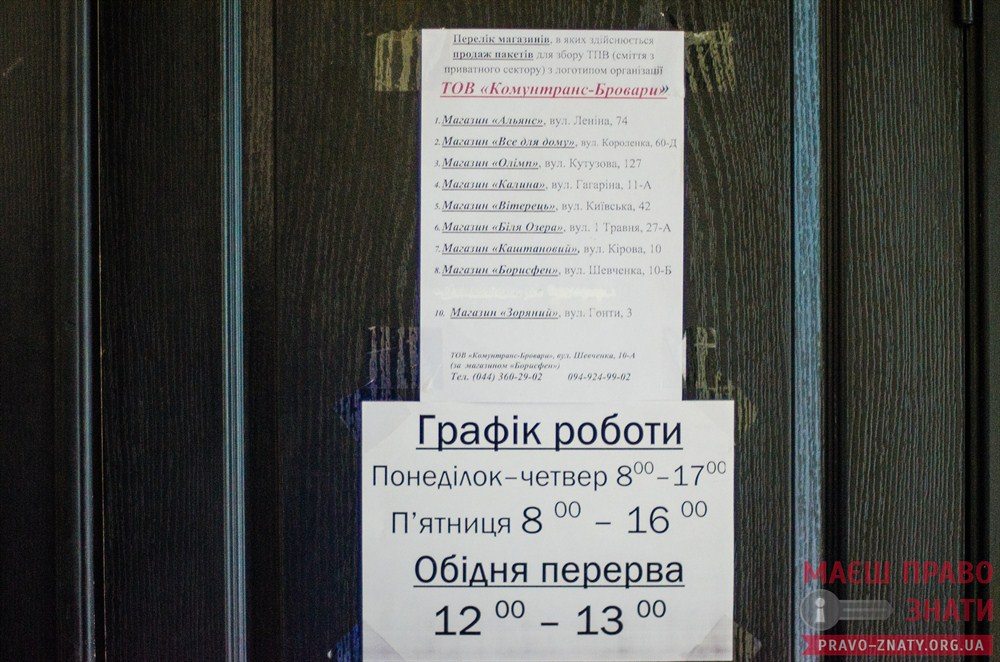 Перелік магазинів, в яких здійснюється
продаж пакетів для збору ТПВ (сміття з
приватного сектору) з логотипом організації
ТОВ «Комунтранс-Бровари»
1. Магазин «Альянс», вул. Леніна, 74
2. Магазин «Все для дому», вул. Короленка, 60-Д
3. Магазин «Олімп», вул. Кутузова, 127
4. Магазин «Калина», вул. Гагаріна, 11-А
5. Магазин «Вітерець», вул. Київська, 42
6. Магазин «Біля Озера», вул. 1 Травня, 27-А
7. Магазин «Каштановий», вул. Кірова, 10
8. Магазин «Борисфен», вул. Шевченка, 10-Б
10. Магазин «Зоряний», вул. Гонти, 3
ТОВ «Комунтранс-Бровари», вул. Шевченка, 10-А
(за магазином «Борисфен»)
Тел. (044) 360-29-02 094-924-99-02
Графік роботи
Понеділок–четвер 8⁰⁰–17⁰⁰
П'ятниця 8 ⁰⁰ – 16 ⁰⁰
Обідня перерва
12 ⁰⁰ – 13 ⁰⁰
МАЄШ ПРАВО
ЗНАТИ
PRAVO-ZNATY.ORG.UA